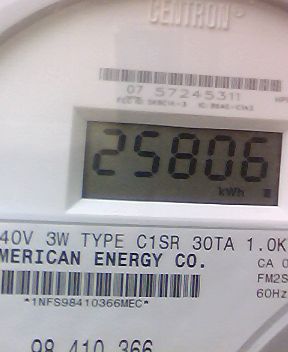 CENTRON®
07 57245311
25806
kWh
40V 3W TYPE C1SR 30TA 1.0K
MERICAN ENERGY CO.
CA 0
FM2S
*1NFS98410366MEC*
60Hz
98 410 366